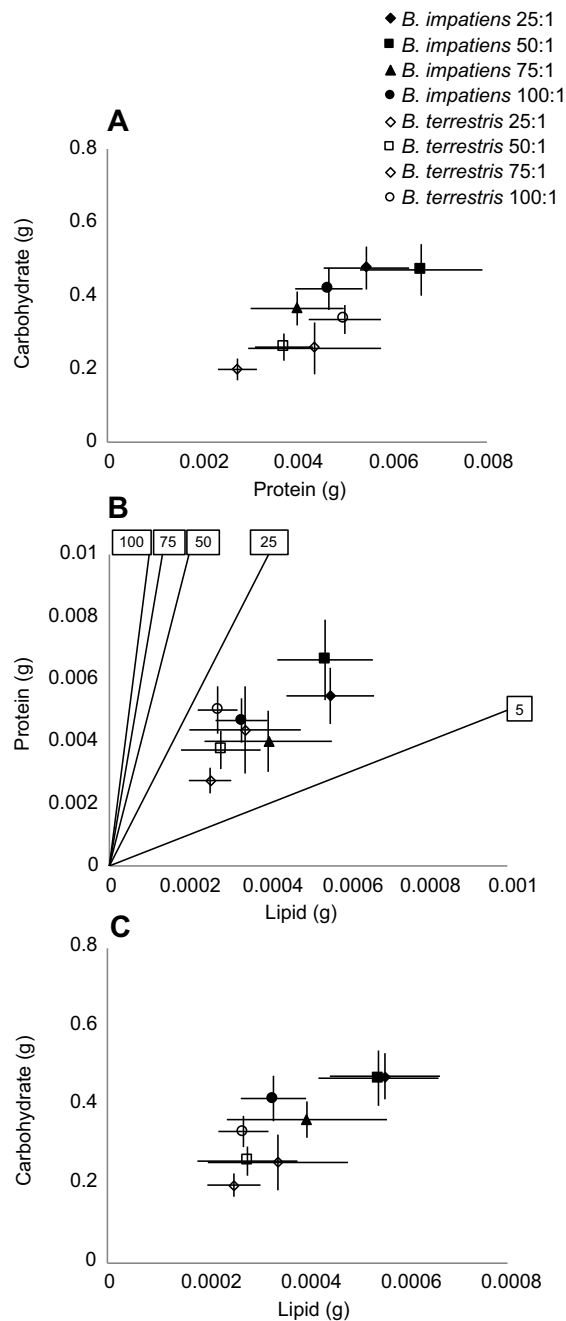 B. impatiens 25:1
B. impatiens 50:1
B. impatiens 75:1
B. impatiens 100:1
B. terrestris 25:1
B. terrestris 50:1
B. terrestris 75:1
B. terrestris 100:1
A
0.8
0.6
0.4
0.2
0
Carbohydrate (g)
0 0.002 0.004 0.006 0.008
Protein (g)
B
100 75 50 25
0.01
0.008
0.006
0.004
0.002
0
5
Protein (g)
0 0.0002 0.0004 0.0006 0.0008 0.001
Lipid (g)
C
0.8
0.6
0.4
0.2
0
Carbohydrate (g)
0 0.0002 0.0004 0.0006 0.0008
Lipid (g)